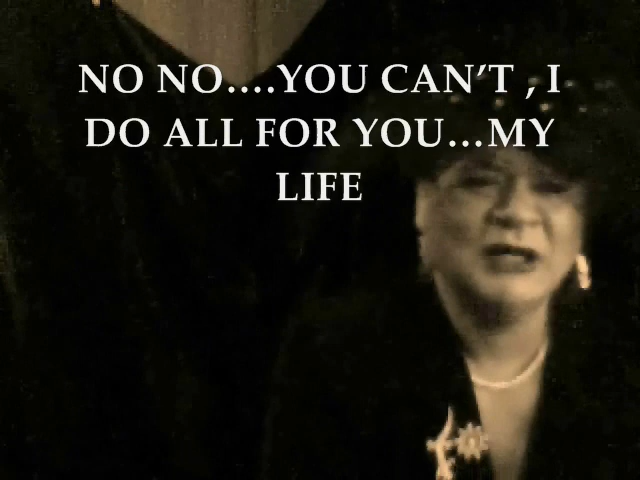 NO NO....YOU CAN'T , I
DO ALL FOR YOU...MY
LIFE